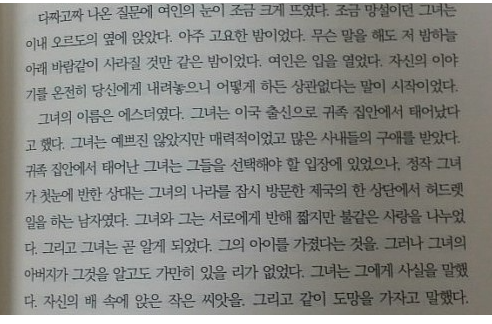 다짜고짜 나온 질문에 여인의 눈이 조금 크게 뜨였다. 조금 망설이던 그녀는
이내 오르도의 옆에 앉았다. 아주 고요한 밤이었다. 무슨 말을 해도 저 밤하늘
아래 바람같이 사라질 것만 같은 밤이었다. 여인은 입을 열었다. 자신의 이야
기를 온전히 당신에게 내려놓으니 어떻게 하든 상관없다는 말이 시작이었다.
그녀의 이름은 에스더였다. 그녀는 이국 출신으로 귀족 집안에서 태어났다
고 했다. 그녀는 예쁘진 않았지만 매력적이었고 많은 사내들의 구애를 받았다.
귀족 집안에서 태어난 그녀는 그들을 선택해야 할 입장에 있었으나, 정작 그녀
가 첫눈에 반한 상대는 그녀의 나라를 잠시 방문한 제국의 한 상단에서 허드렛
일을 하는 남자였다. 그녀와 그는 서로에게 반해 짧지만 불같은 사랑을 나누었
다. 그리고 그녀는 곧 알게 되었다. 그의 아이를 가졌다는 것을. 그러나 그녀의
아버지가 그것을 알고도 가만히 있을 리가 없었다. 그녀는 그에게 사실을 말했
다. 자신의 배 속에 앉은 작은 씨앗을. 그리고 같이 도망을 가자고 말했다.